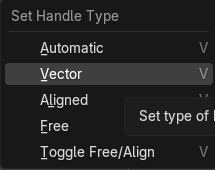 Set Handle Type
Automatic V
Vector V
Aligned V
Set type of
Free
Toggle Free/Align V